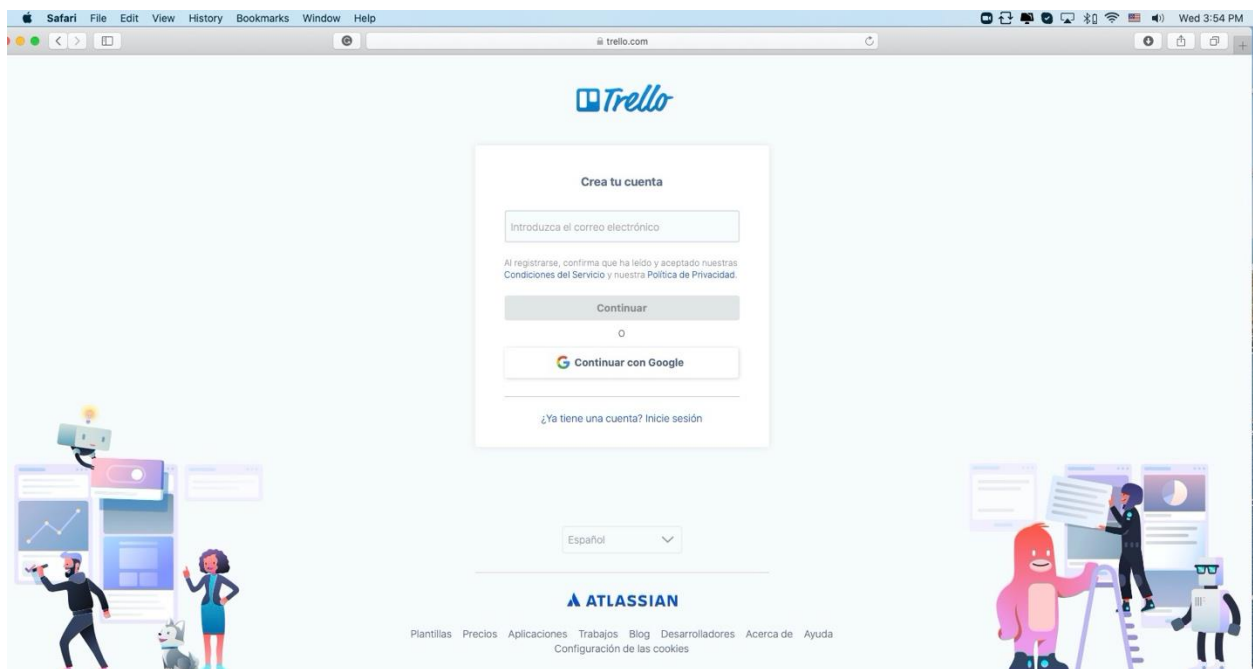 Safari File Edit View History Bookmarks Window Help Wed 3:54 PM
trello.com
Trello
Crea tu cuenta
Introduzca el correo electrónico
Al registrarse, confirma que ha leído y aceptado nuestras
Condiciones del Servicio y nuestra Política de Privacidad.
Continuar
O
Continuar con Google
¿Ya tiene una cuenta? Inicie sesión
Español
ATLASSIAN
Plantillas Precios Aplicaciones Trabajos Blog Desarrolladores Acerca de Ayuda
Configuración de las cookies